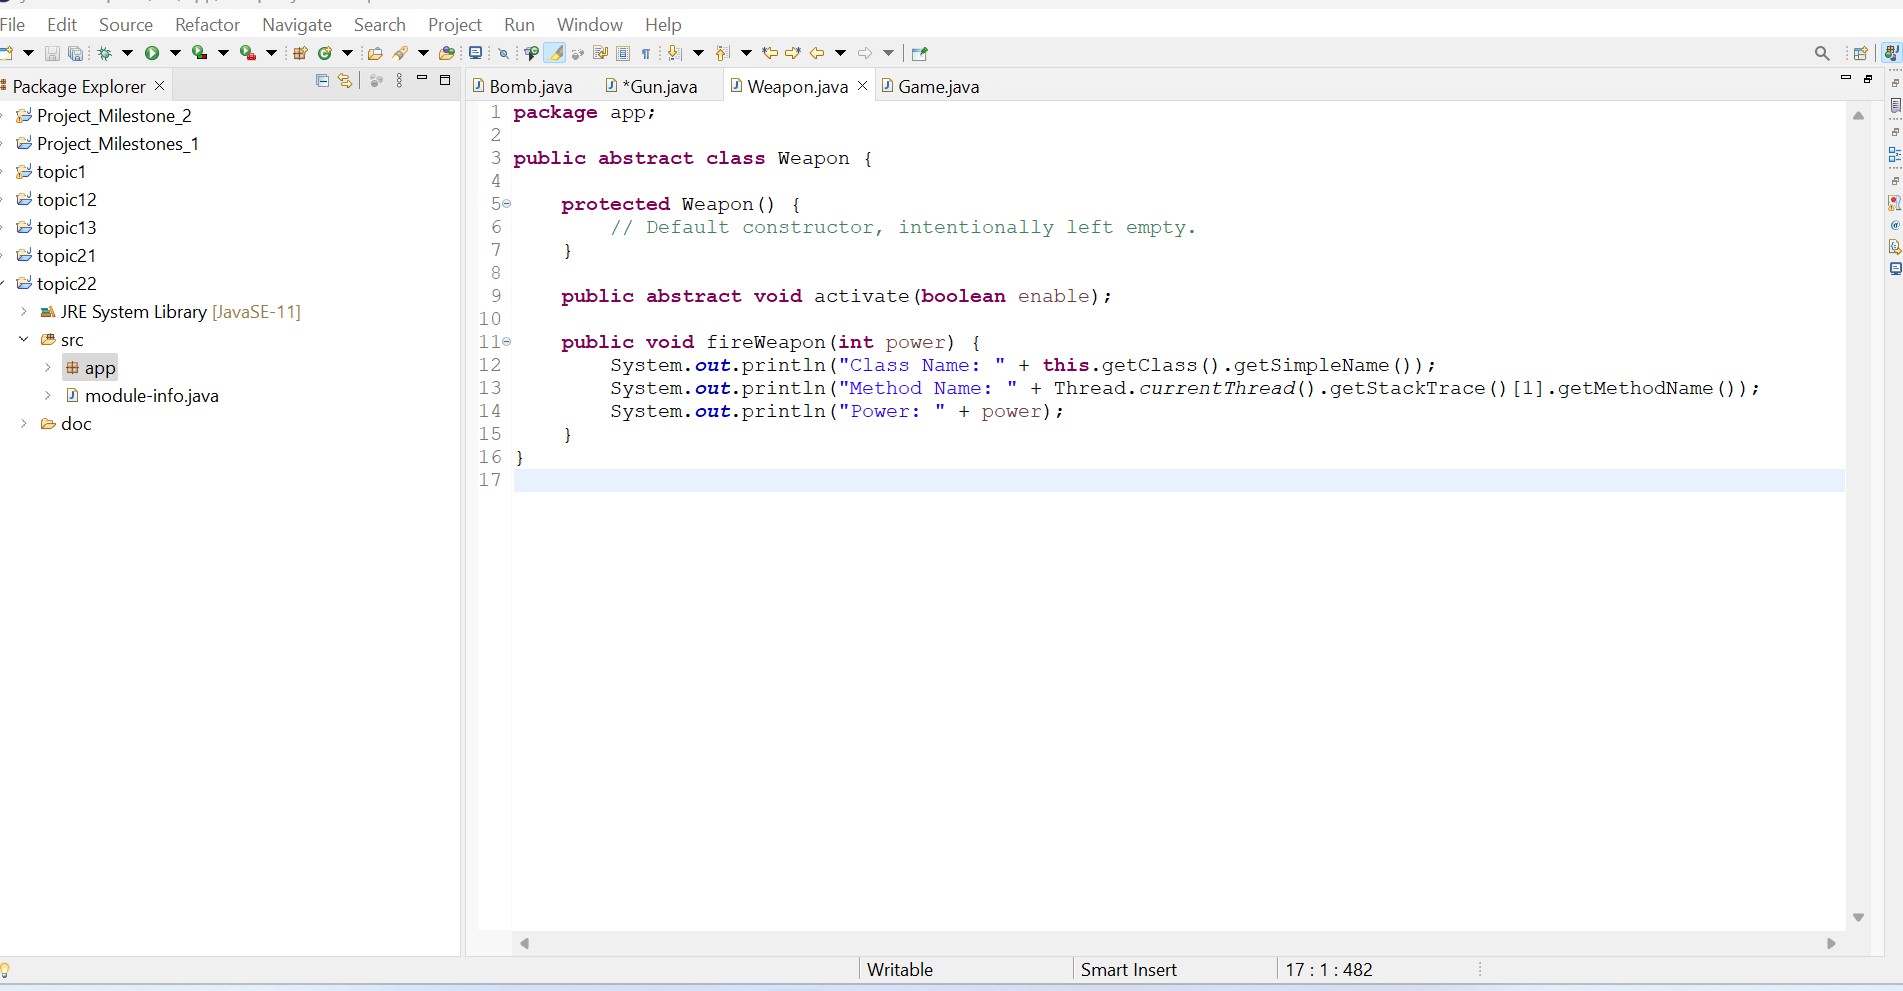 File Edit Source Refactor Navigate Search Project Run Window Help
Package Explorer
Project_Milestone_2
Project_Milestones_1
topic1
topic12
topic13
topic21
topic22
JRE System Library [JavaSE-11]
src
app
module-info.java
doc
Bomb.java *Gun.java Weapon.java Game.java
1 package app;
2
3 public abstract class Weapon {
4
5 protected Weapon() {
6 // Default constructor, intentionally left empty.
7 }
8
9 public abstract void activate(boolean enable);
10
11 public void fireWeapon(int power) {
12 System.out.println("Class Name: " + this.getClass().getSimpleName());
13 System.out.println("Method Name: " + Thread.currentThread().getStackTrace()[1].getMethodName());
14 System.out.println("Power: " + power);
15 }
16 }
17
Writable Smart Insert 17 : 1 : 482